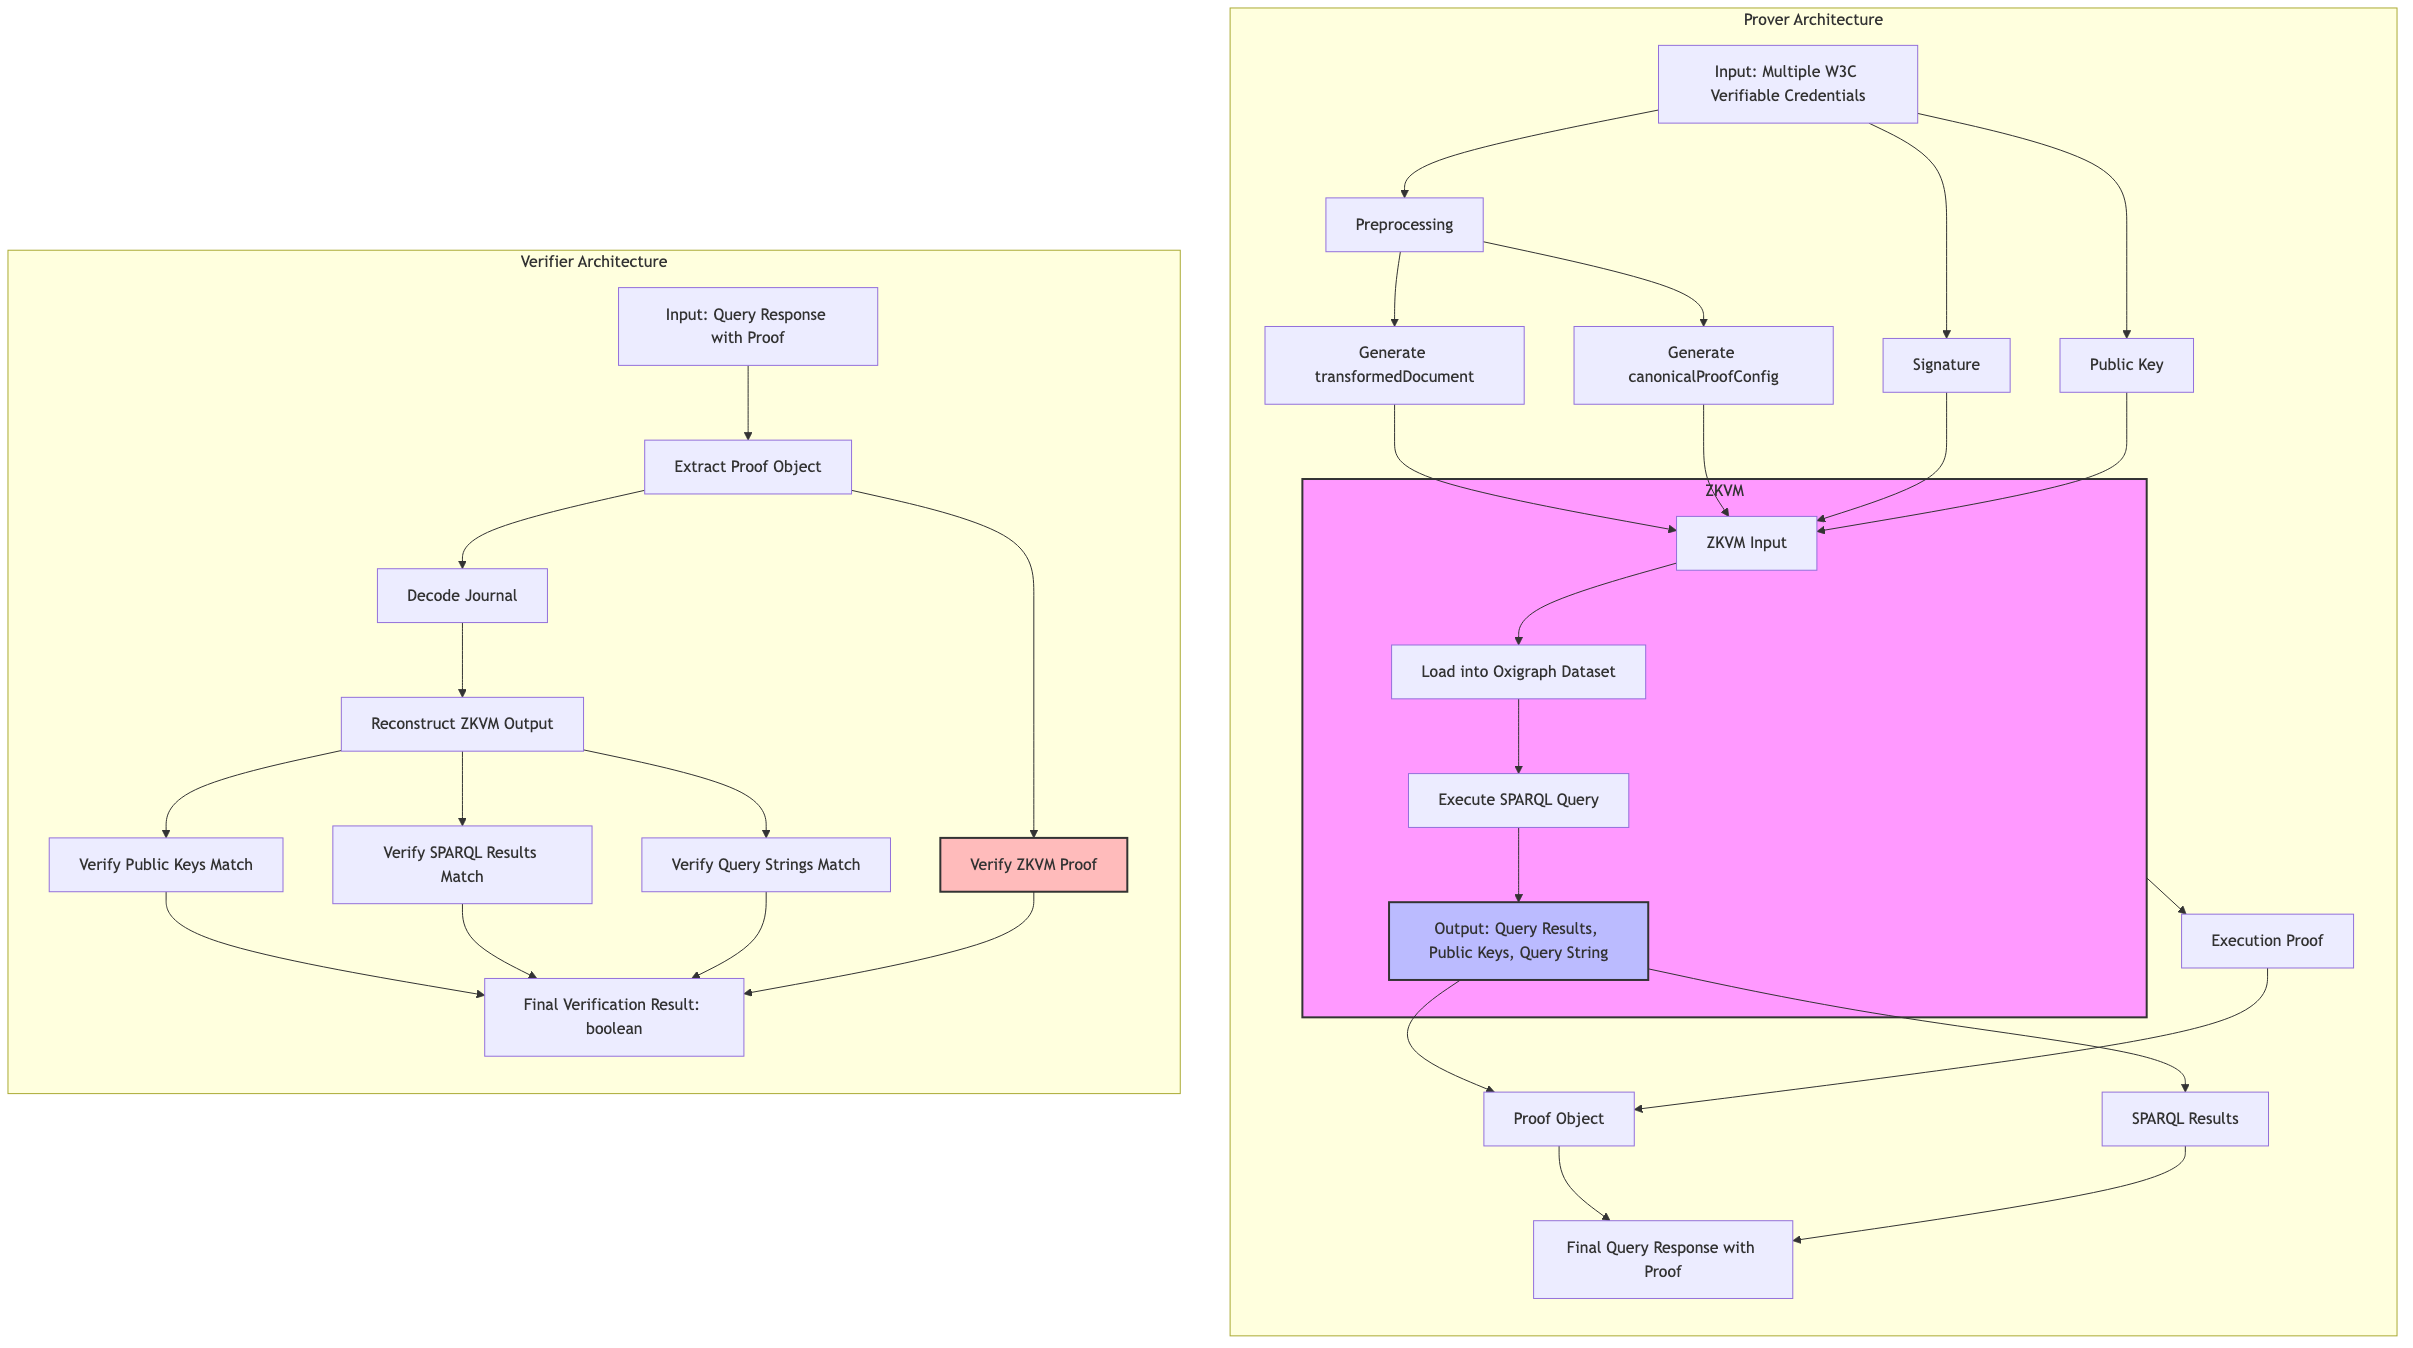 Verifier Architecture
Input: Query Response
with Proof
Extract Proof Object
Decode Journal
Reconstruct ZKVM Output
Verify Public Keys Match
Verify SPARQL Results
Match
Verify Query Strings Match
Verify ZKVM Proof
Final Verification Result:
boolean
Prover Architecture
Input: Multiple W3C
Verifiable Credentials
Preprocessing
Generate
transformedDocument
Generate
canonicalProofConfig
Signature
Public Key
ZKVM
ZKVM Input
Load into Oxigraph Dataset
Execute SPARQL Query
Output: Query Results,
Public Keys, Query String
Execution Proof
Proof Object
SPARQL Results
Final Query Response with
Proof